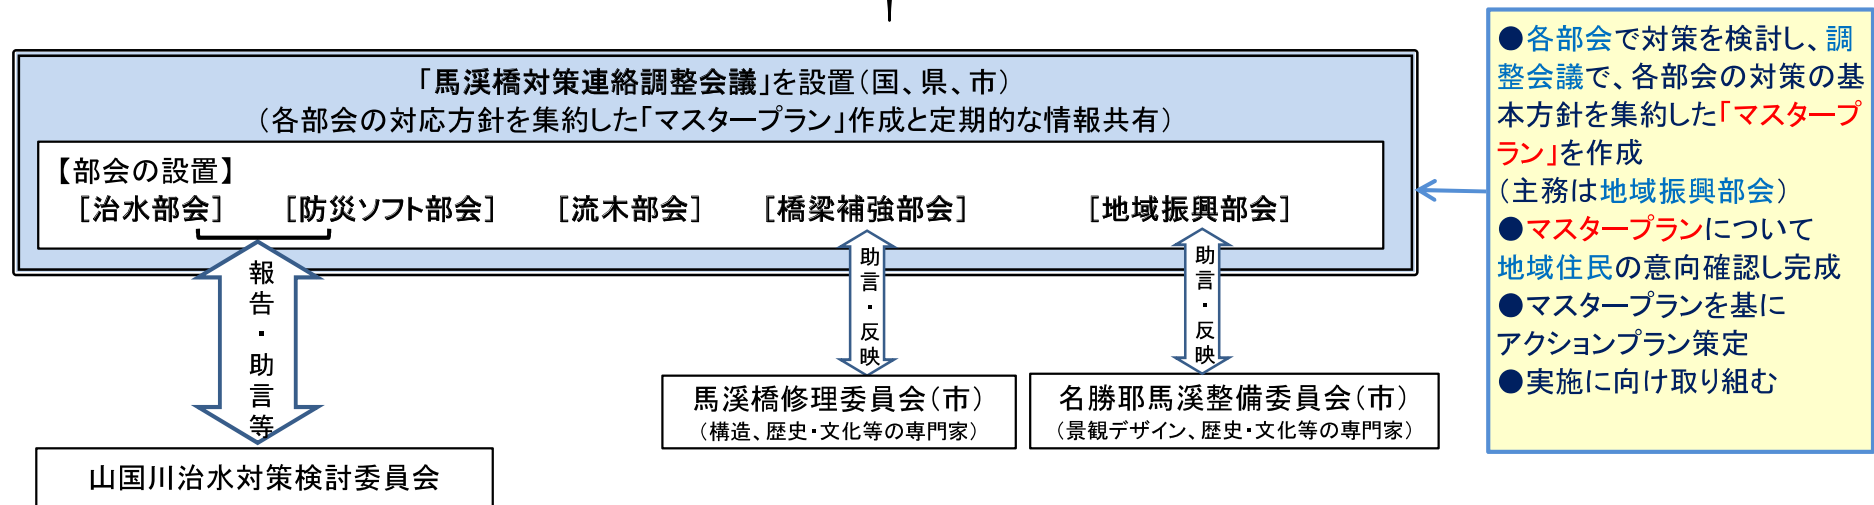 「馬溪橋対策連絡調整会議」を設置（国、県、市）
（各部会の対応方針を集約した「マスタープラン」作成と定期的な情報共有）
【部会の設置】
［治水部会］ ［防災ソフト部会］ ［流木部会］ ［橋梁補強部会］ ［地域振興部会］
報告・助言等
助言・反映
助言・反映
山国川治水対策検討委員会
馬溪橋修理委員会（市）
（構造、歴史・文化等の専門家）
名勝耶馬溪整備委員会（市）
（景観デザイン、歴史・文化等の専門家）
●各部会で対策を検討し、調
整会議で、各部会の対策の基
本方針を集約した「マスタープ
ラン」を作成
（主務は地域振興部会）
●マスタープランについて
地域住民の意向確認し完成
●マスタープランを基に
アクションプラン策定
●実施に向け取り組む